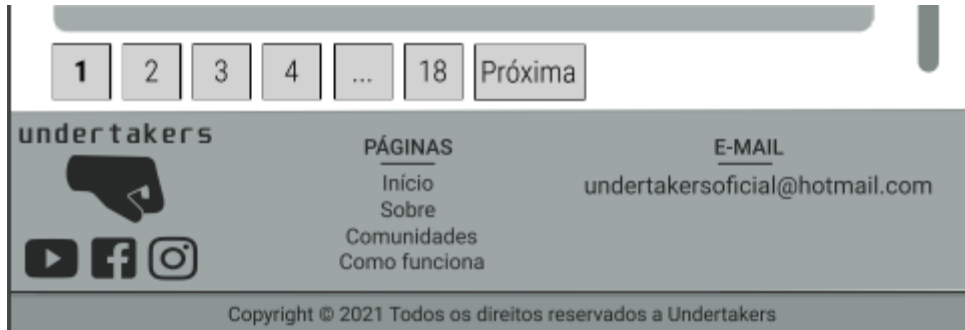 1 2 3 4 ... 18 Próxima
undertakers
PÁGINAS
Início
Sobre
Comunidades
Como funciona
E-MAIL
undertakersoficial@hotmail.com
Copyright © 2021 Todos os direitos reservados a Undertakers